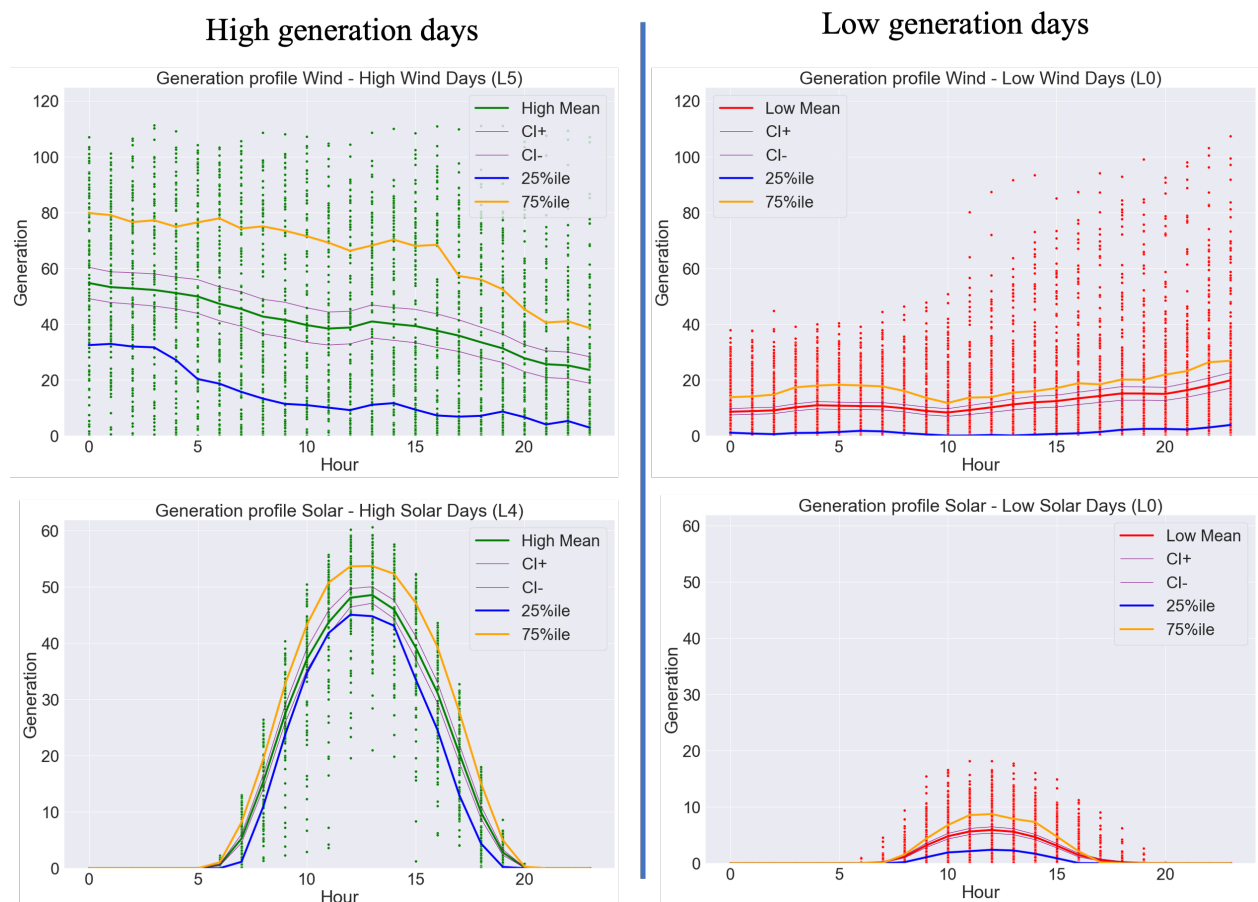 High generation days
Low generation days
Generation profile Wind - High Wind Days (L5)
120
100
80
60
40
20
0
Generation
0 5 10 15 20
Hour
High Mean
CI+
CI-
25%ile
75%ile
Generation profile Wind - Low Wind Days (L0)
120
100
80
60
40
20
0
Generation
0 5 10 15 20
Hour
Low Mean
CI+
CI-
25%ile
75%ile
Generation profile Solar - High Solar Days (L4)
60
50
40
30
20
10
0
Generation
0 5 10 15 20
Hour
High Mean
CI+
CI-
25%ile
75%ile
Generation profile Solar - Low Solar Days (L0)
60
50
40
30
20
10
0
Generation
0 5 10 15 20
Hour
Low Mean
CI+
CI-
25%ile
75%ile